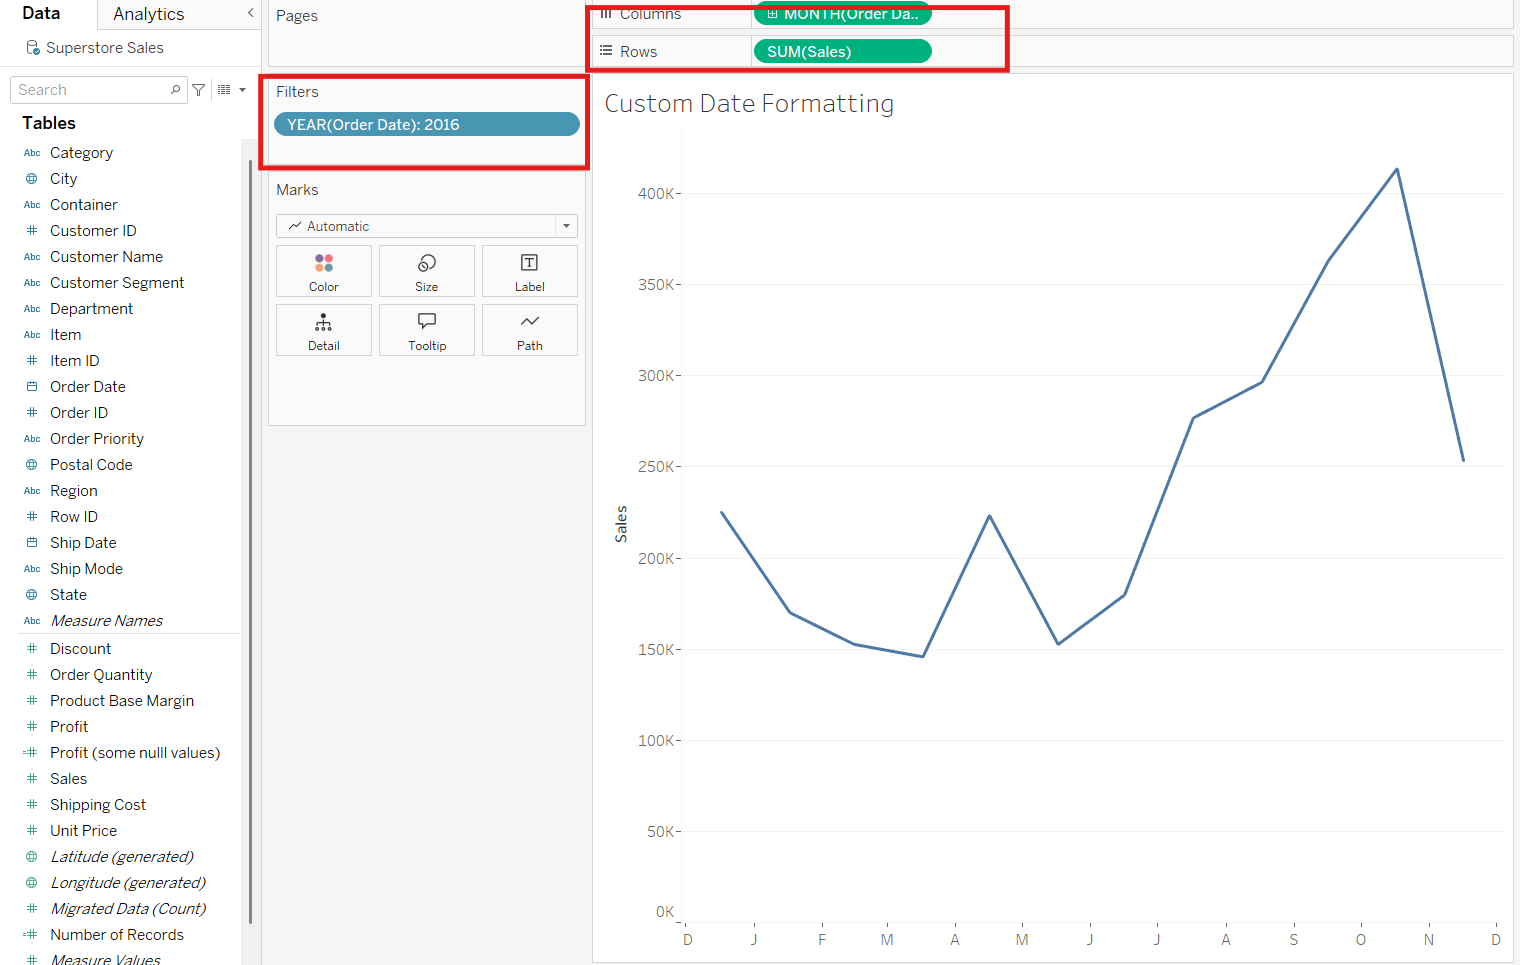 Data
Analytics
Superstore Sales
Search
Tables
Abc Category
City
Abc Container
Customer ID
Abc Customer Name
Abc Customer Segment
Abc Department
Abc Item
Item ID
Order Date
Order ID
Abc Order Priority
Postal Code
Abc Region
Row ID
Ship Date
Abc Ship Mode
State
Abc Measure Names
Discount
Order Quantity
Product Base Margin
Profit
Profit (some nulll values)
Sales
Shipping Cost
Unit Price
Latitude (generated)
Longitude (generated)
Migrated Data (Count)
Number of Records
Measure Values
Pages
Filters
YEAR(Order Date): 2016
Marks
Automatic
Color Size Label
Detail Tooltip Path
Columns MONTH(Order Da..
Rows SUM(Sales)
Custom Date Formatting
Sales
400K
350K
300K
250K
200K
150K
100K
50K
0K
D J F M A M J J A S O N D